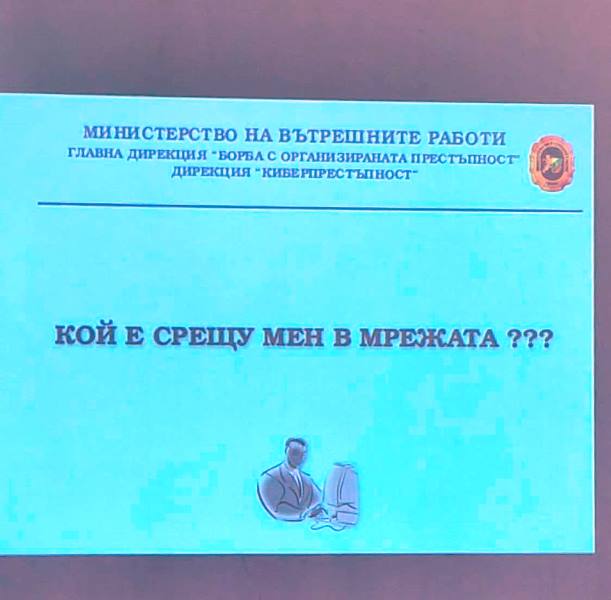 МИНИСТЕРСТВО НА ВЪТРЕШНИТЕ РАБОТИ
ГЛАВНА ДИРЕКЦИЯ "БОРБА С ОРГАНИЗИРАНАТА ПРЕСТЪПНОСТ"
ДИРЕКЦИЯ "КИБЕРПРЕСТЪПНОСТ"
КОЙ Е СРЕЩУ МЕН В МРЕЖАТА ???